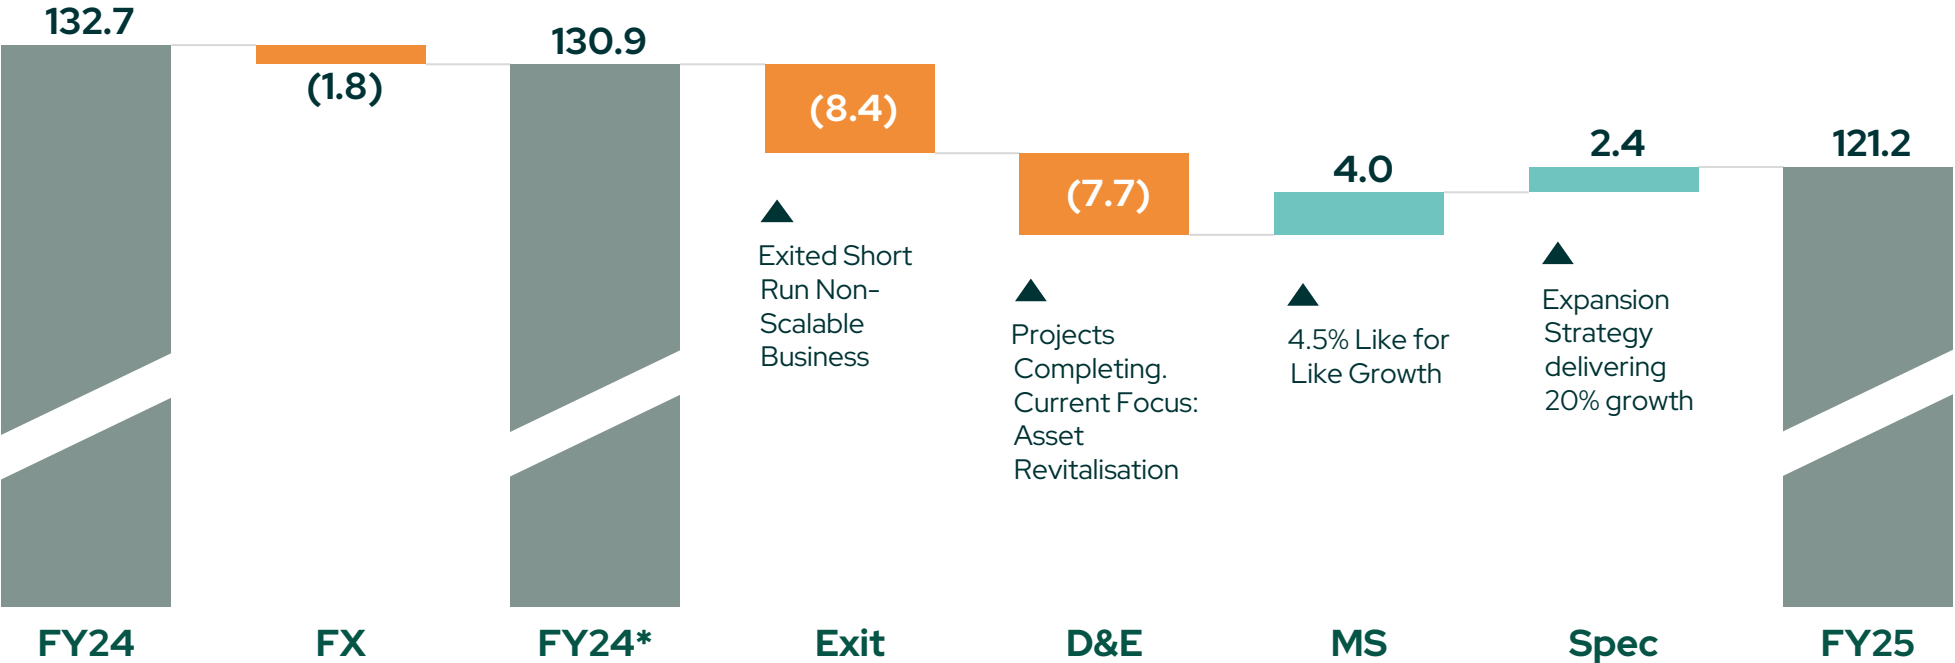 132.7
(1.8)
130.9
(8.4)
(7.7)
4.0
2.4
121.2
Exited Short
Run Non-
Scalable
Business
Projects
Completing.
Current Focus:
Asset
Revitalisation
4.5% Like for
Like Growth
Expansion
Strategy
delivering
20% growth
FY24
FX
FY24*
Exit
D&E
MS
Spec
FY25